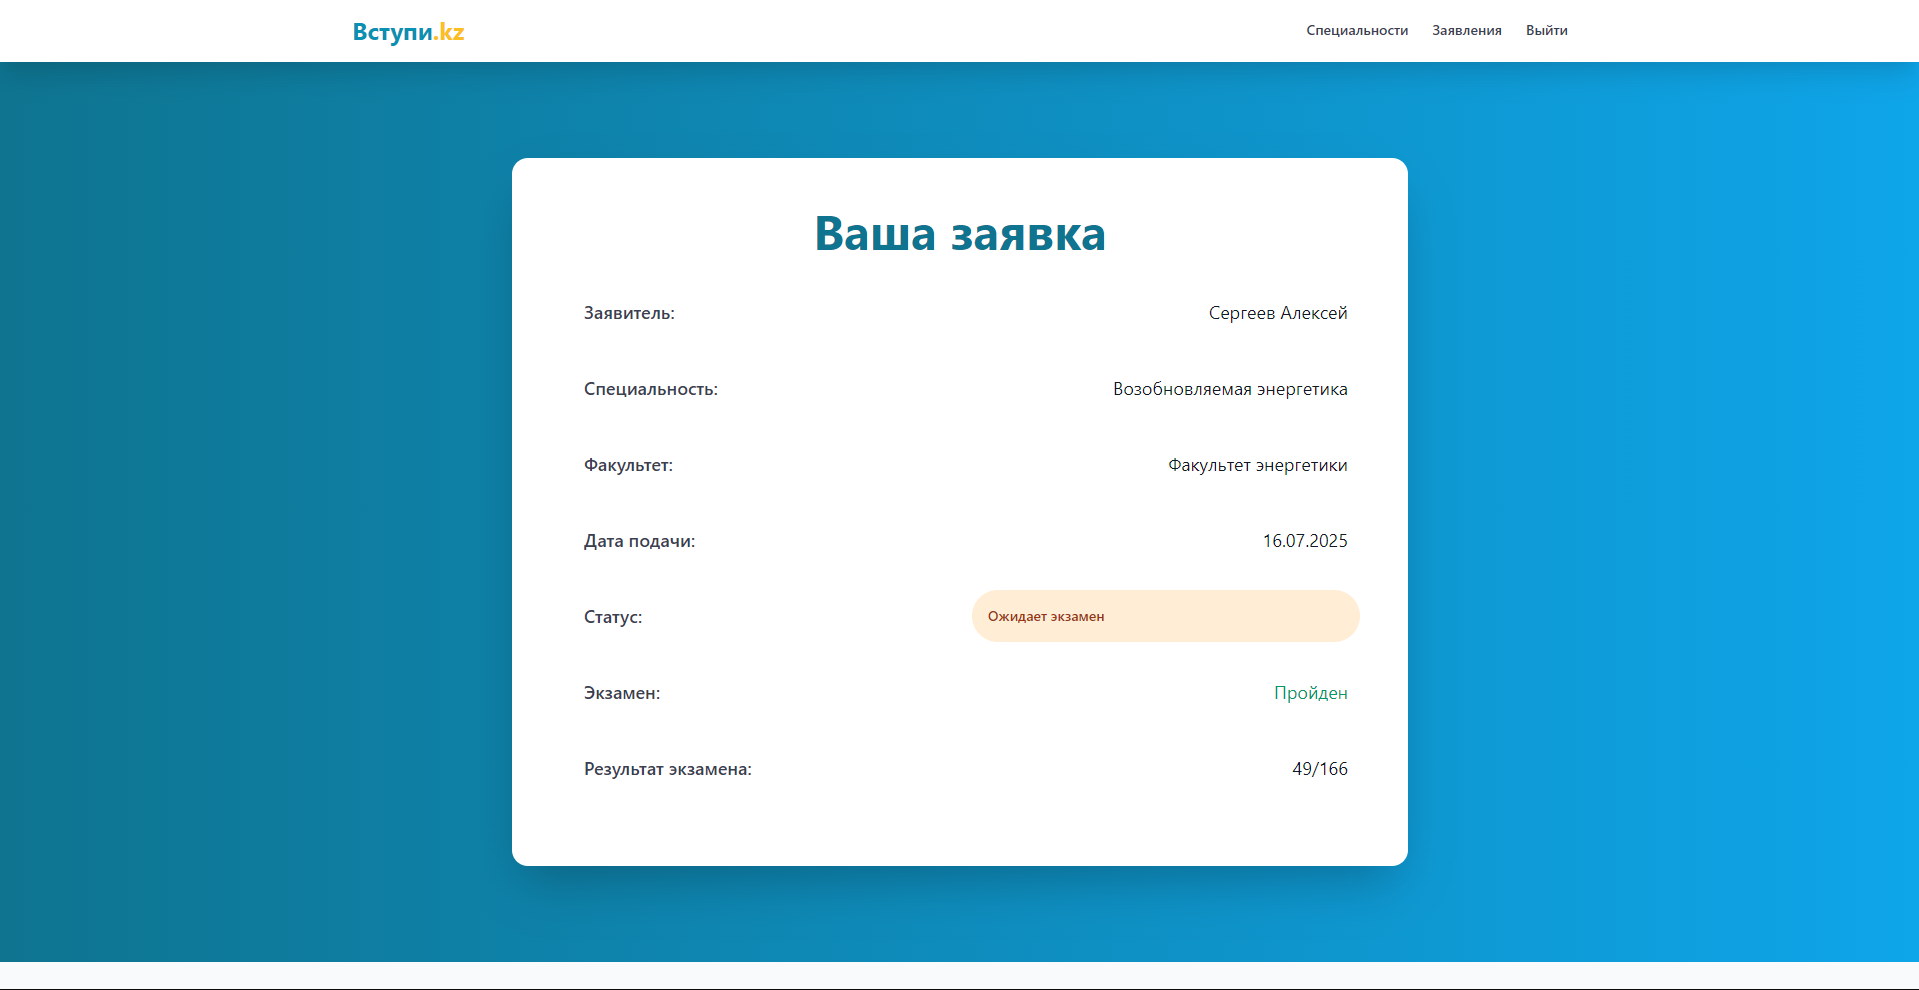 Вступи.kz
Специальности Заявления Выйти
Ваша заявка
Заявитель: Сергеев Алексей
Специальность: Возобновляемая энергетика
Факультет: Факультет энергетики
Дата подачи: 16.07.2025
Статус: Ожидает экзамен
Экзамен: Пройден
Результат экзамена: 49/166